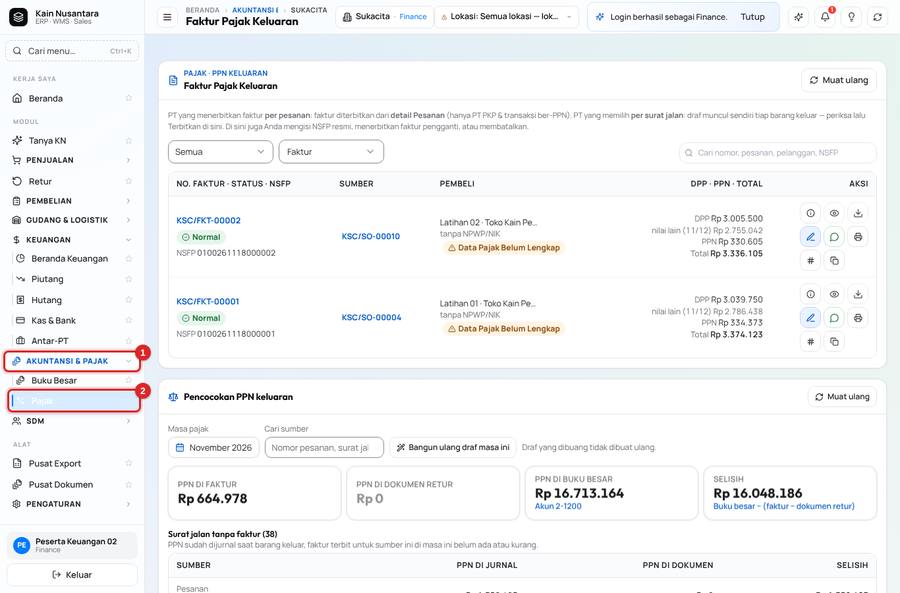 Kain Nusantara
ERP · WMS · Sales
Cari menu...
Ctrl+K
KERJA SAYA
Beranda
MODUL
Tanya KN
PENJUALAN
Retur
PEMBELIAN
GUDANG & LOGISTIK
KEUANGAN
Beranda Keuangan
Piutang
Hutang
Kas & Bank
Antar-PT
AKUNTANSI & PAJAK
1
Buku Besar
2
Pajak
SDM
ALAT
Pusat Export
Pusat Dokumen
PENGATURAN
PE
Peserta Keuangan 02
Finance
Keluar
BERANDA › AKUNTANSI › SUKACITA
Faktur Pajak Keluaran
Sukacita · Finance
Lokasi: Semua lokasi — lok...
Login berhasil sebagai Finance.
Tutup
1
PAJAK · PPN KELUARAN
Faktur Pajak Keluaran
Muat ulang
PT yang menerbitkan faktur per pesanan: faktur diterbitkan dari detail Pesanan (hanya PT PKP & transaksi ber-PPN). PT yang memilih per surat jalan: draf muncul sendiri tiap barang keluar — periksa lalu
Terbitkan di sini. Di sini juga Anda mengisi NSFP resmi, menerbitkan faktur pengganti, atau membatalkan.
Semua
Faktur
Cari nomor, pesanan, pelanggan, NSFP
NO. FAKTUR · STATUS · NSFP
SUMBER
PEMBELI
DPP · PPN · TOTAL
AKSI
KSC/FKT-00002
Normal
NSFP 0100261118000002
KSC/SO-00010
Latihan 02 · Toko Kain Pe...
tanpa NPWP/NIK
Data Pajak Belum Lengkap
DPP Rp 3.005.500
nilai lain (11/12) Rp 2.755.042
PPN Rp 330.605
Total Rp 3.336.105
KSC/FKT-00001
Normal
NSFP 0100261118000001
KSC/SO-00004
Latihan 01 · Toko Kain Pe...
tanpa NPWP/NIK
Data Pajak Belum Lengkap
DPP Rp 3.039.750
nilai lain (11/12) Rp 2.786.438
PPN Rp 334.373
Total Rp 3.374.123
Pencocokan PPN keluaran
Muat ulang
Masa pajak
Cari sumber
November 2026
Nomor pesanan, surat jal
Bangun ulang draf masa ini
Draf yang dibuang tidak dibuat ulang.
PPN DI FAKTUR
Rp 664.978
PPN DI DOKUMEN RETUR
Rp 0
PPN DI BUKU BESAR
Rp 16.713.164
Akun 2-1200
SELISIH
Rp 16.048.186
Buku besar − (faktur − dokumen retur)
Surat jalan tanpa faktur (38)
PPN sudah dijurnal saat barang keluar, faktur terbit untuk sumber ini di masa ini belum ada atau kurang.
SUMBER
PPN DI JURNAL
PPN DI DOKUMEN
SELISIH
Pesanan